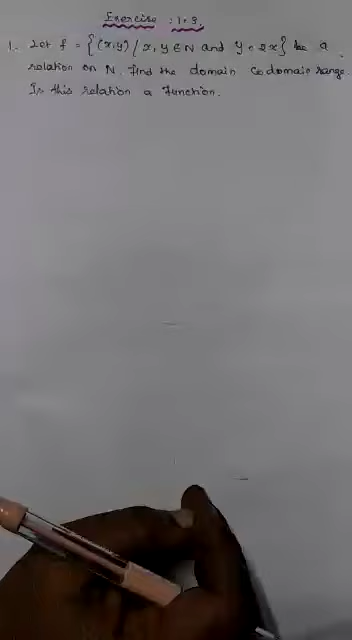 Exercise : 1.3.
1. Let f = {(x,y) / x, y ∈ N and y = 2x} be a
relation on N. Find the domain Co domain range.
Is this relation a function.